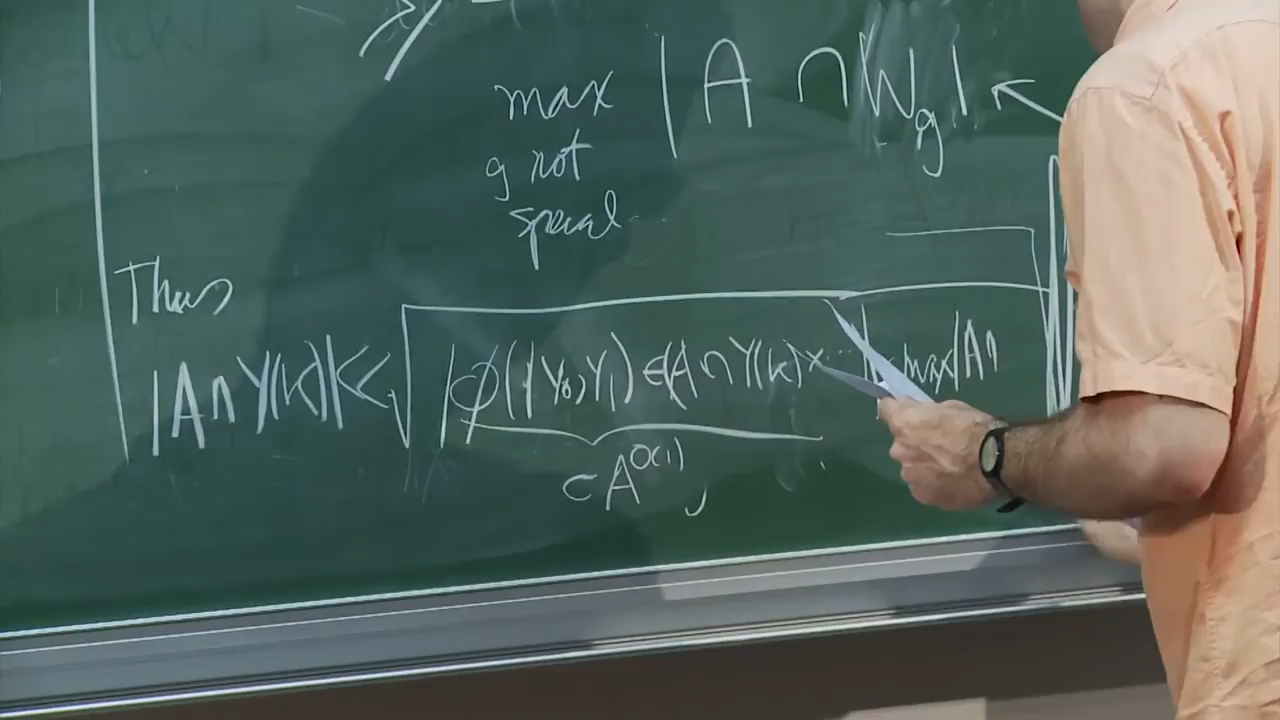 max |A ∩ W_g| ←
g not
special
Thus
|A ∩ Y(k)| << √|φ(y_0, y_1) ∈ (A ∩ Y(k)) × ...| max |A ∩
⊂ A^{O(1)}